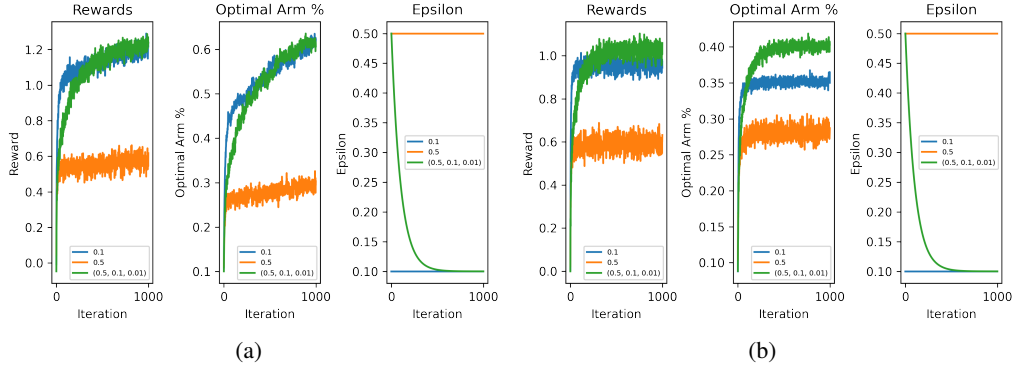 Rewards
Optimal Arm %
Epsilon
Rewards
Optimal Arm %
Epsilon
Reward
1.2
1.0
0.8
0.6
0.4
0.2
0.0
0.1
0.5
(0.5, 0.1, 0.01)
0
1000
Iteration
Optimal Arm %
0.6
0.5
0.4
0.3
0.2
0.1
0.1
0.5
(0.5, 0.1, 0.01)
0
1000
Iteration
Epsilon
0.50
0.45
0.40
0.35
0.30
0.25
0.20
0.15
0.10
0.1
0.5
(0.5, 0.1, 0.01)
0
1000
Iteration
(a)
Reward
1.0
0.8
0.6
0.4
0.2
0.0
0.1
0.5
(0.5, 0.1, 0.01)
0
1000
Iteration
Optimal Arm %
0.40
0.35
0.30
0.25
0.20
0.15
0.10
0.1
0.5
(0.5, 0.1, 0.01)
0
1000
Iteration
Epsilon
0.50
0.45
0.40
0.35
0.30
0.25
0.20
0.15
0.10
0.1
0.5
(0.5, 0.1, 0.01)
0
1000
Iteration
(b)